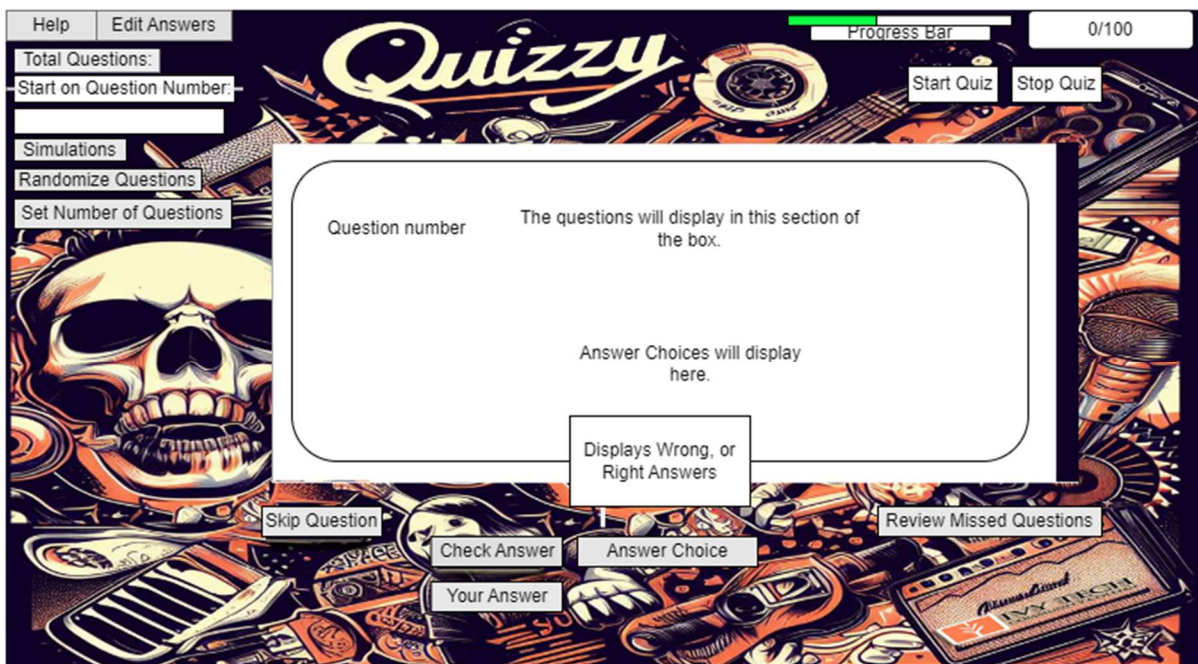 Help
Edit Answers
Quizzy
Progress Bar
0/100
Total Questions:
Start on Question Number:
Start Quiz
Stop Quiz
Simulations
Randomize Questions
Set Number of Questions
Question number
The questions will display in this section of
the box.
Answer Choices will display
here.
Displays Wrong, or
Right Answers
Skip Question
Review Missed Questions
Check Answer
Answer Choice
Your Answer
IVY TECH